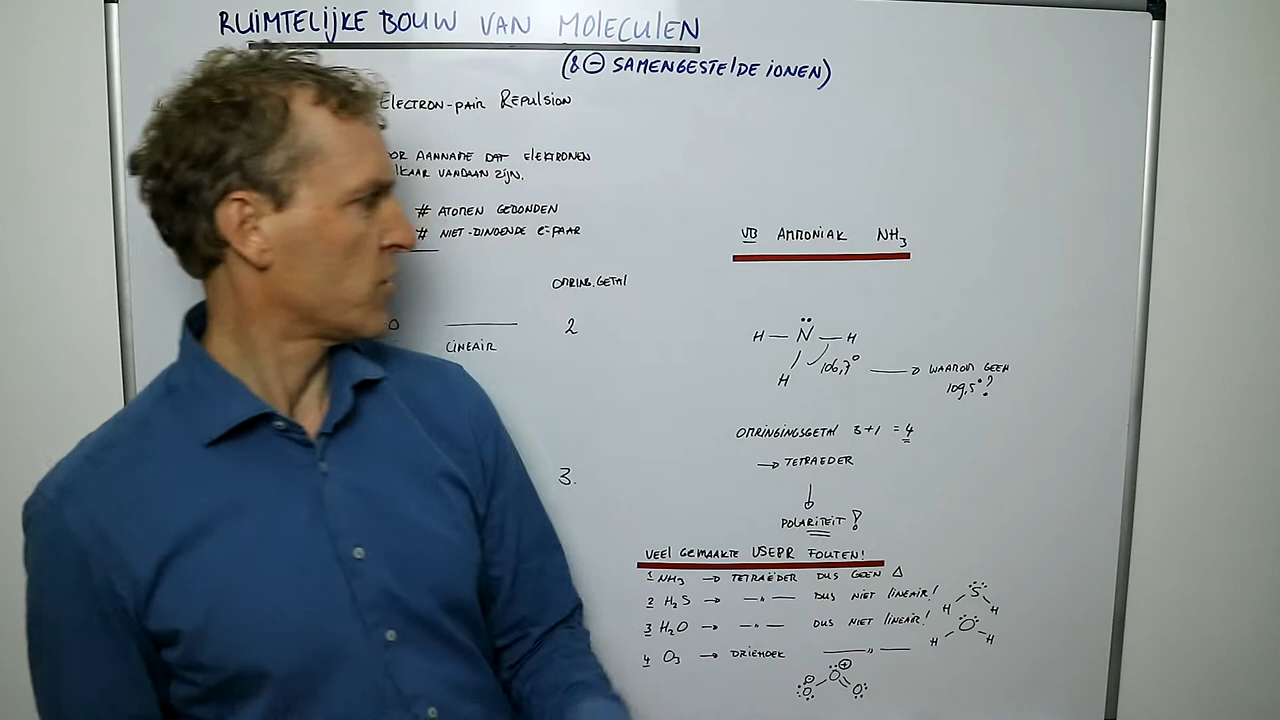 RUIMTELIJKE BOUW VAN MOLECULEN
(& ⊖ SAMENGESTELDE IONEN)
ELECTRON-PAIR REPULSION
OOR AANNAME DAT ELEKTRONEN
LKAAR VANDAAN ZIJN.
# ATOMEN GEBONDEN
# NIET-BINDENDE e-PAAR
OMRING.GETAL
2
LINEAIR
3.
VB AMMONIAK NH3
H — N — H
H
106,7° → WAAROM GEEN
109,5°?
OMRINGINGSGETAL 3+1 = 4
→ TETRAEDER
POLARITEIT!
VEEL GEMAAKTE VSEPR FOUTEN!
1 NH3 → TETRAËDER DUS GEEN Δ
2 H2S → —"— DUS NIET LINEAIR!
3 H2O → —"— DUS NIET LINEAIR!
4 O3 → DRIEHOEK —"—
S
H H
O
H H
⊖ ⊕
O O O